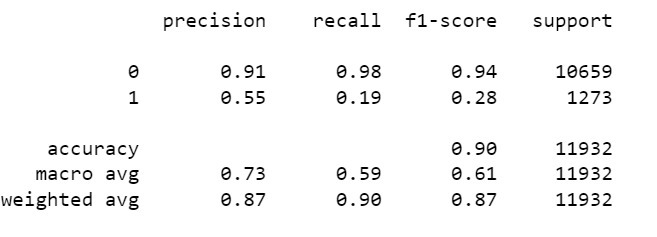 precision recall f1-score support
0 0.91 0.98 0.94 10659
1 0.55 0.19 0.28 1273
accuracy 0.90 11932
macro avg 0.73 0.59 0.61 11932
weighted avg 0.87 0.90 0.87 11932